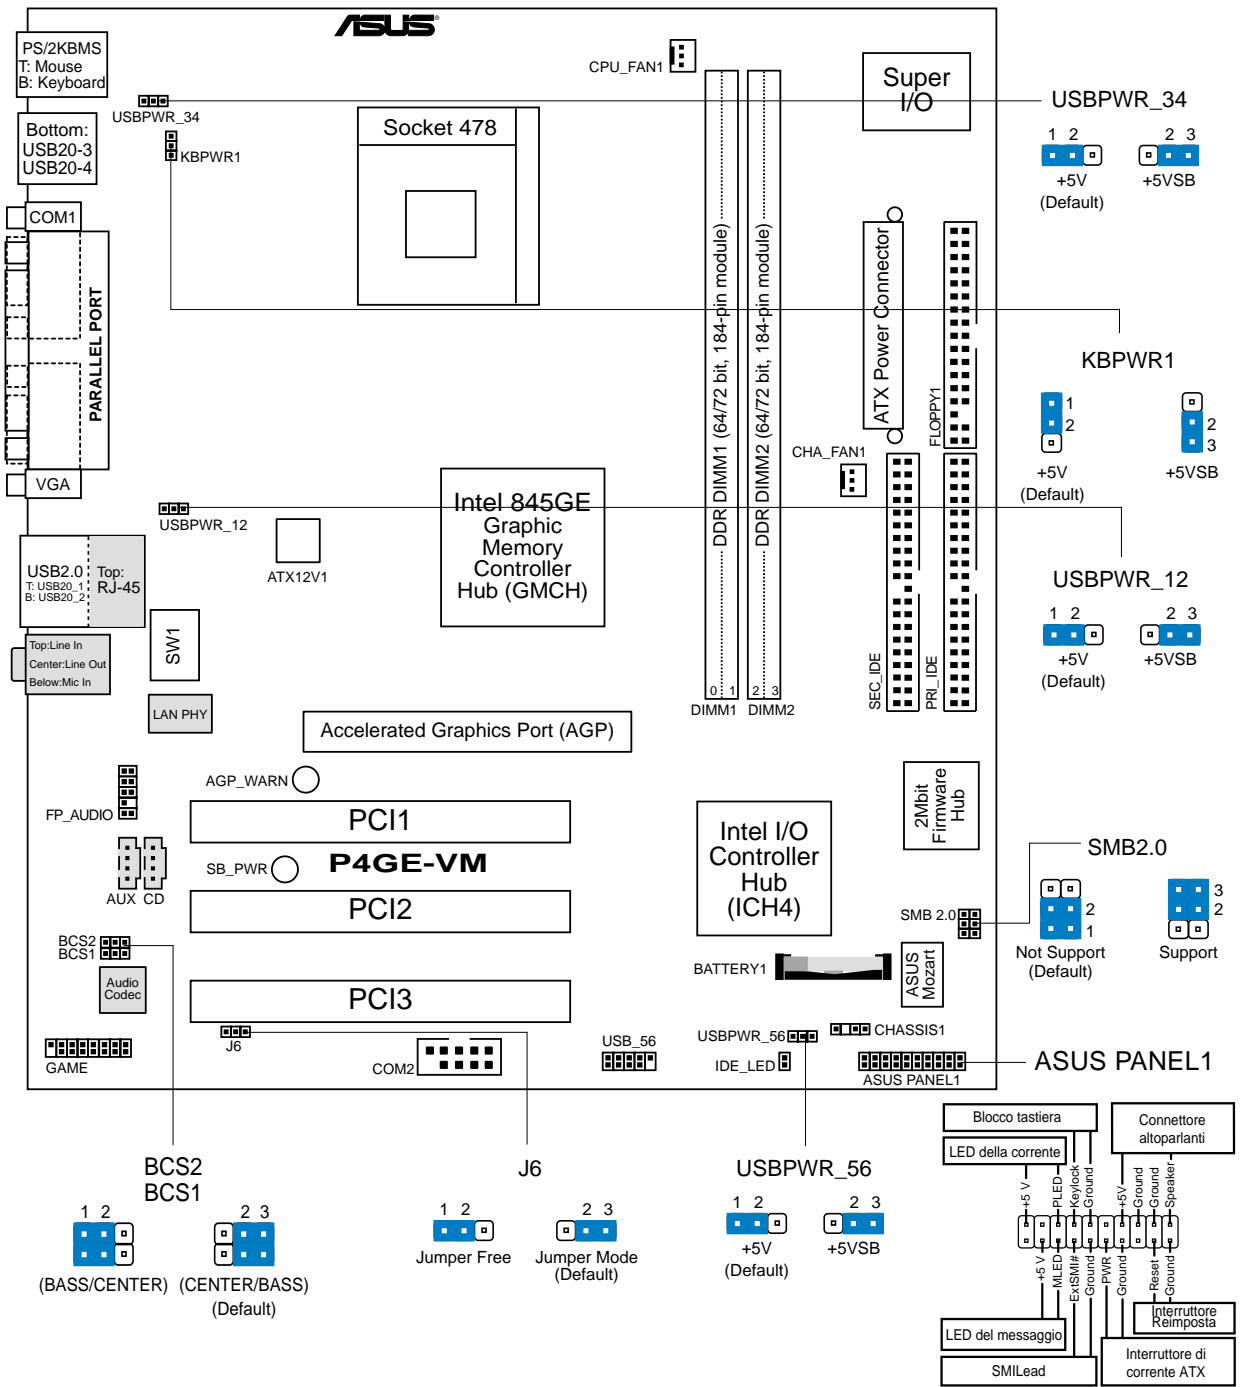 ASUS
PS/2KBMS
T: Mouse
B: Keyboard
CPU_FAN1
Super
I/O
USBPWR_34
USBPWR_34
1 2
2 3
+5V
(Default)
+5VSB
Bottom:
USB20-3
USB20-4
Socket 478
KBPWR1
COM1
PARALLEL PORT
VGA
DDR DIMM1 (64/72 bit, 184-pin module)
DDR DIMM2 (64/72 bit, 184-pin module)
ATX Power Connector
FLOPPY1
KBPWR1
1
2
2
3
+5V
(Default)
+5VSB
CHA_FAN1
Intel 845GE
Graphic
Memory
Controller
Hub (GMCH)
USBPWR_12
ATX12V1
USB2.0
T: USB20_1
B: USB20_2
Top:
RJ-45
USBPWR_12
1 2
2 3
+5V
(Default)
+5VSB
SW1
Top:Line In
Center:Line Out
Below:Mic In
LAN PHY
SEC_IDE
PRI_IDE
0 1
2 3
DIMM1
DIMM2
Accelerated Graphics Port (AGP)
AGP_WARN
FP_AUDIO
PCI1
2Mbit
Firmware
Hub
Intel I/O
Controller
Hub
(ICH4)
SB_PWR
P4GE-VM
AUX
CD
PCI2
SMB2.0
2
1
3
2
Not Support
(Default)
Support
SMB 2.0
BCS2
BCS1
BATTERY1
ASUS
Mozart
Audio
Codec
PCI3
J6
GAME
COM2
USB_56
USBPWR_56
CHASSIS1
IDE_LED
ASUS PANEL1
ASUS PANEL1
BCS2
BCS1
1 2
2 3
(BASS/CENTER)
(CENTER/BASS)
(Default)
J6
1 2
2 3
Jumper Free
Jumper Mode
(Default)
USBPWR_56
1 2
2 3
+5V
(Default)
+5VSB
Blocco tastiera
Connettore
altoparlanti
LED della corrente
+5 V
PLED
Keylock
Ground
+5V
Ground
Ground
Speaker
+5 V
MLED
ExtSMI#
Ground
PWR
Ground
Reset
Ground
Interruttore
Reimposta
LED del messaggio
Interruttore di
corrente ATX
SMILead